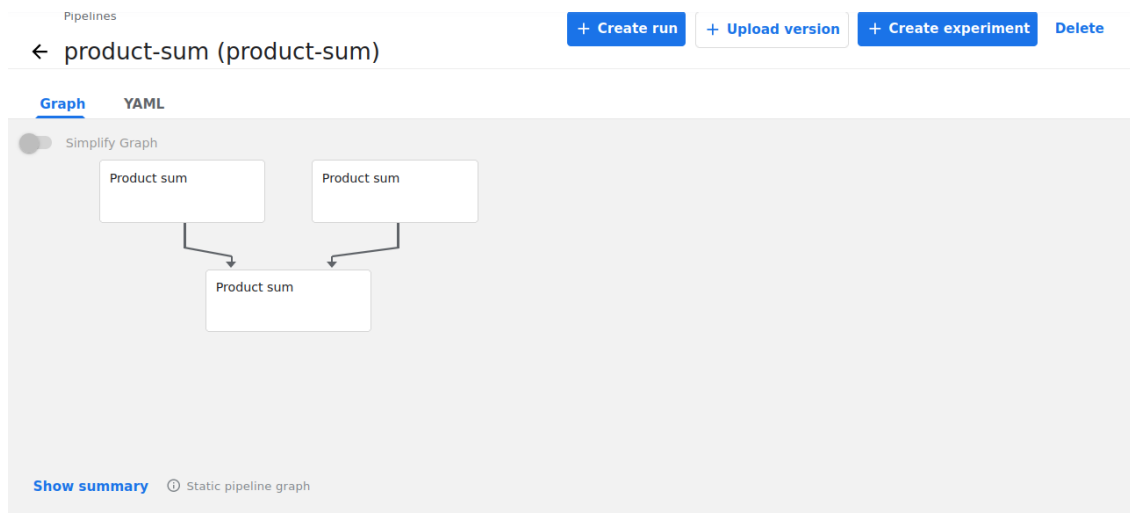 Pipelines
product-sum (product-sum)
+ Create run
+ Upload version
+ Create experiment
Delete
Graph
YAML
Simplify Graph
Product sum
Product sum
Product sum
Show summary
Static pipeline graph